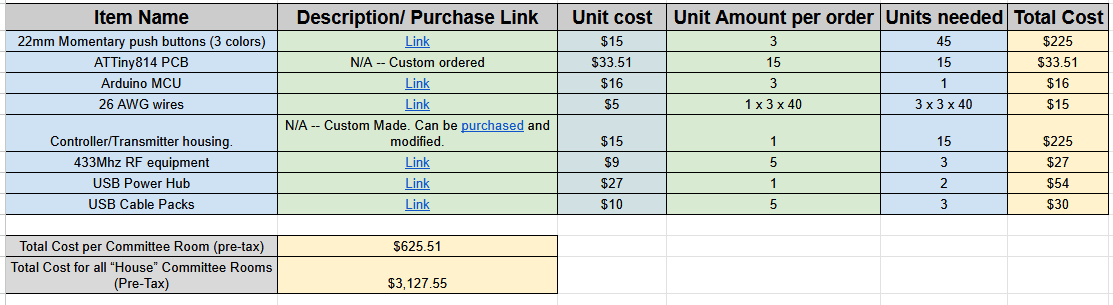 Item Name Description/ Purchase Link Unit cost Unit Amount per order Units needed Total Cost
22mm Momentary push buttons (3 colors) Link $15 3 45 $225
ATTiny814 PCB N/A -- Custom ordered $33.51 15 15 $33.51
Arduino MCU Link $16 3 1 $16
26 AWG wires Link $5 1 x 3 x 40 3 x 3 x 40 $15
N/A -- Custom Made. Can be purchased and
Controller/Transmitter housing. modified. $15 1 15 $225
433Mhz RF equipment Link $9 5 3 $27
USB Power Hub Link $27 1 2 $54
USB Cable Packs Link $10 5 3 $30
Total Cost per Committee Room (pre-tax) $625.51
Total Cost for all “House” Committee Rooms
(Pre-Tax) $3,127.55